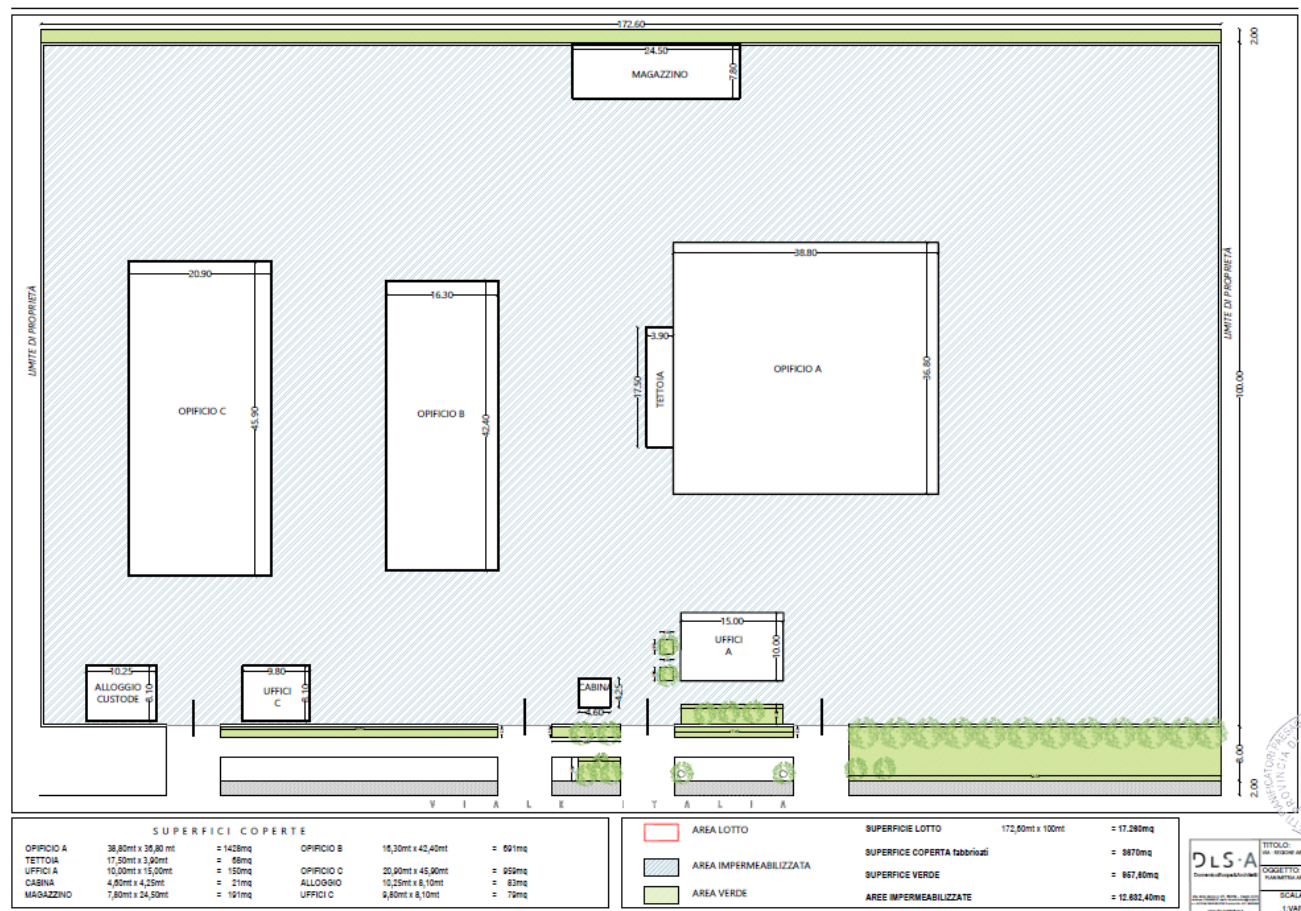 172.60
2.00
24.50
MAGAZZINO
7.80
LIMITE DI PROPRIETÀ
20.90
OPIFICIO C
45.90
16.30
OPIFICIO B
42.40
38.80
3.90
17.50
TETTOIA
OPIFICIO A
36.80
LIMITE DI PROPRIETÀ
100.00
15.00
UFFICI
A
10.00
10.25
ALLOGGIO
CUSTODE
8.10
9.80
UFFICI
C
8.10
CABINA
4.25
4.60
8.00
2.00
VIALE ITALIA
SUPERFICI COPERTE
OPIFICIO A 38,80mt x 36,80 mt = 1428mq OPIFICIO B 16,30mt x 42,40mt = 691mq
TETTOIA 17,50mt x 3,90mt = 68mq
UFFICI A 10,00mt x 15,00mt = 150mq OPIFICIO C 20,90mt x 45,90mt = 959mq
CABINA 4,60mt x 4,25mt = 21mq ALLOGGIO 10,25mt x 8,10mt = 83mq
MAGAZZINO 7,80mt x 24,50mt = 191mq UFFICI C 9,80mt x 8,10mt = 79mq
AREA LOTTO
AREA IMPERMEABILIZZATA
AREA VERDE
SUPERFICIE LOTTO 172,60mt x 100mt = 17.260mq
SUPERFICE COPERTA fabbricati = 3670mq
SUPERFICE VERDE = 957,60mq
AREE IMPERMEABILIZZATE = 12.632,40mq
DLS-A
TITOLO:
OGGETTO:
SCALA
1:VAR